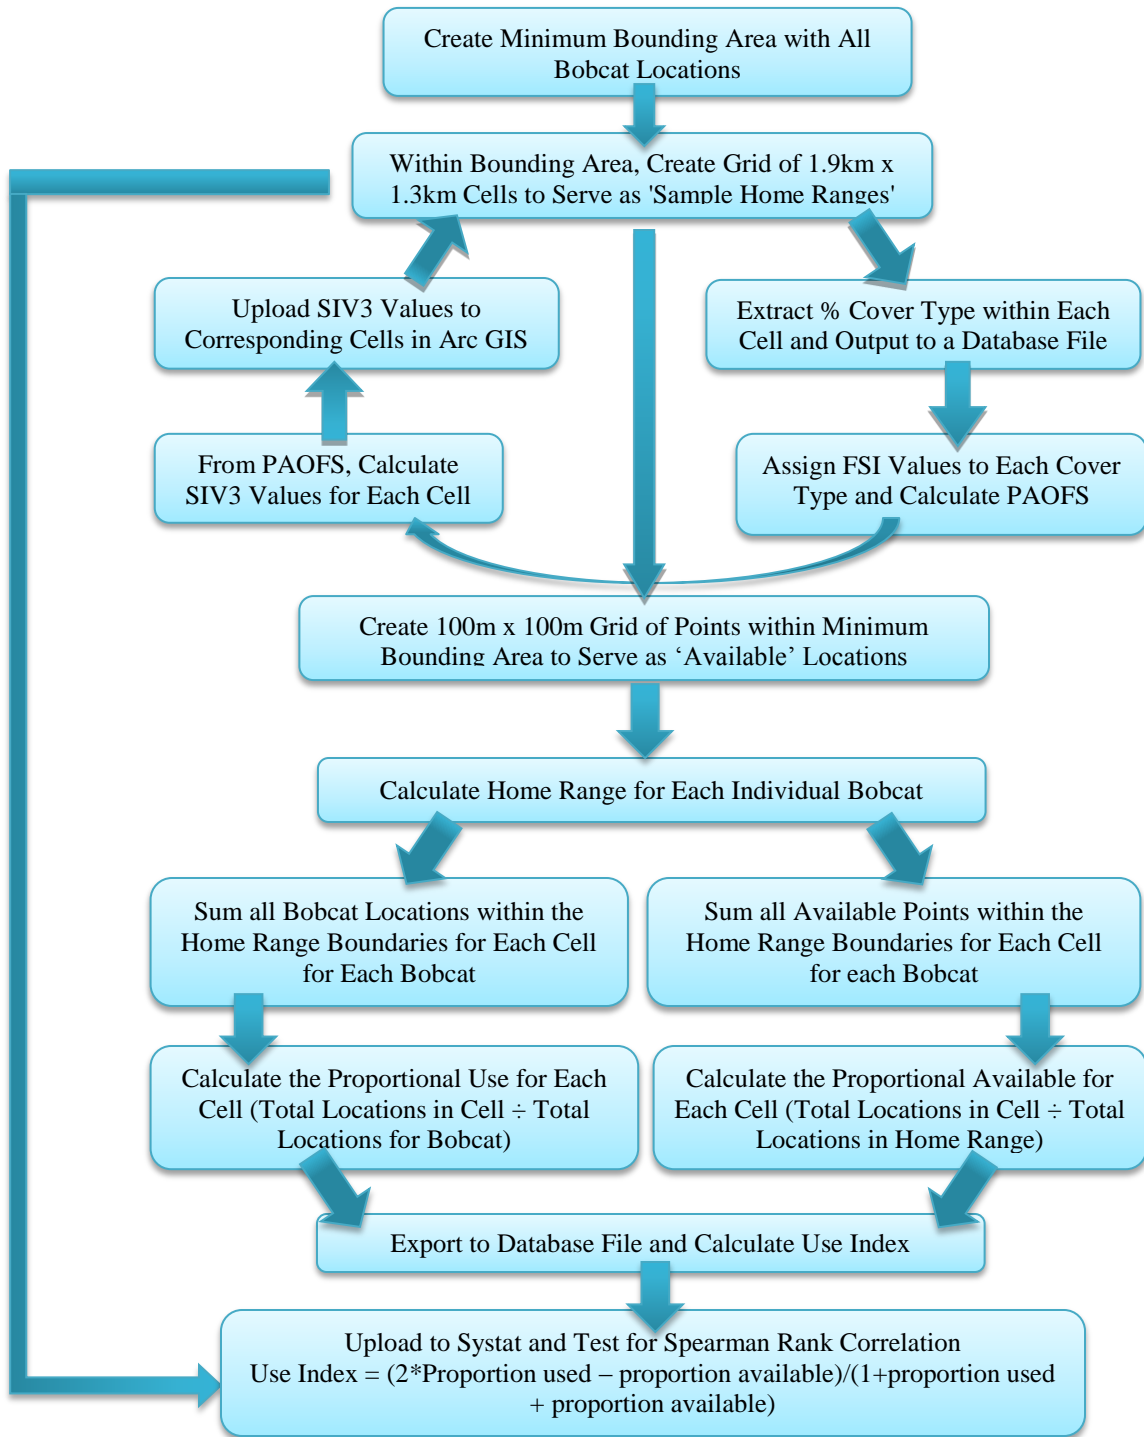 Create Minimum Bounding Area with All
Bobcat Locations
Within Bounding Area, Create Grid of 1.9km x
1.3km Cells to Serve as 'Sample Home Ranges'
Upload SIV3 Values to
Corresponding Cells in Arc GIS
Extract % Cover Type within Each
Cell and Output to a Database File
From PAOFS, Calculate
SIV3 Values for Each Cell
Assign FSI Values to Each Cover
Type and Calculate PAOFS
Create 100m x 100m Grid of Points within Minimum
Bounding Area to Serve as ‘Available’ Locations
Calculate Home Range for Each Individual Bobcat
Sum all Bobcat Locations within the
Home Range Boundaries for Each Cell
for Each Bobcat
Sum all Available Points within the
Home Range Boundaries for Each Cell
for each Bobcat
Calculate the Proportional Use for Each
Cell (Total Locations in Cell ÷ Total
Locations for Bobcat)
Calculate the Proportional Available for
Each Cell (Total Locations in Cell ÷ Total
Locations in Home Range)
Export to Database File and Calculate Use Index
Upload to Systat and Test for Spearman Rank Correlation
Use Index = (2*Proportion used – proportion available)/(1+proportion used
+ proportion available)